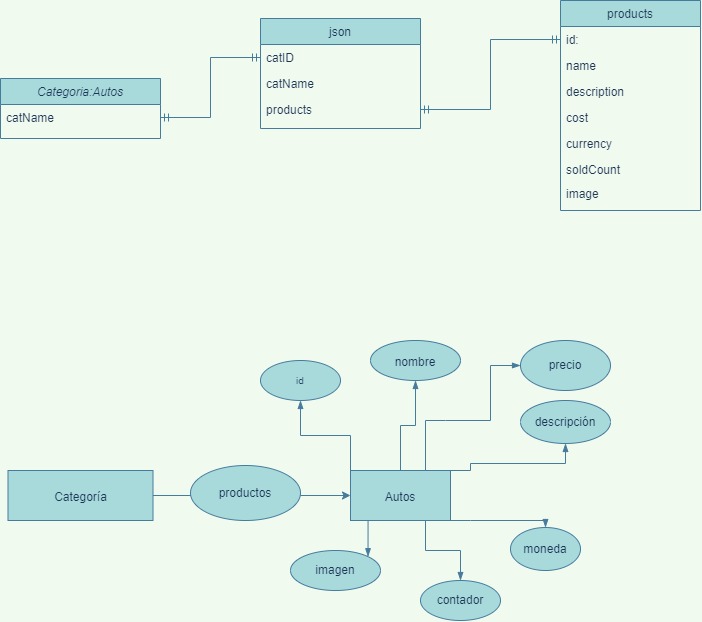 products
id:
name
description
cost
currency
soldCount
image
json
catID
catName
products
Categoria:Autos
catName
nombre
precio
id
descripción
Categoría
productos
Autos
moneda
imagen
contador